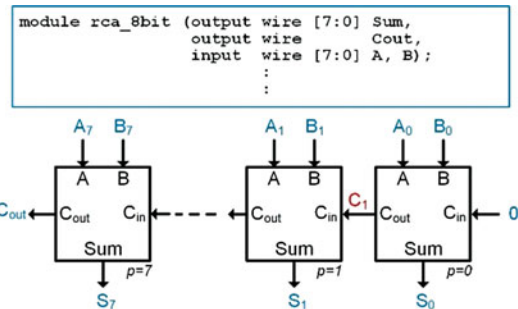 module rca_8bit (output wire [7:0] Sum,
output wire Cout,
input wire [7:0] A, B);
:
:
A7 B7 A1 B1 A0 B0
A B A B A B
Cout Cout Cin C1 Cout Cin 0
Cin
Sum Sum Sum
p=7 p=1 p=0
S7 S1 S0